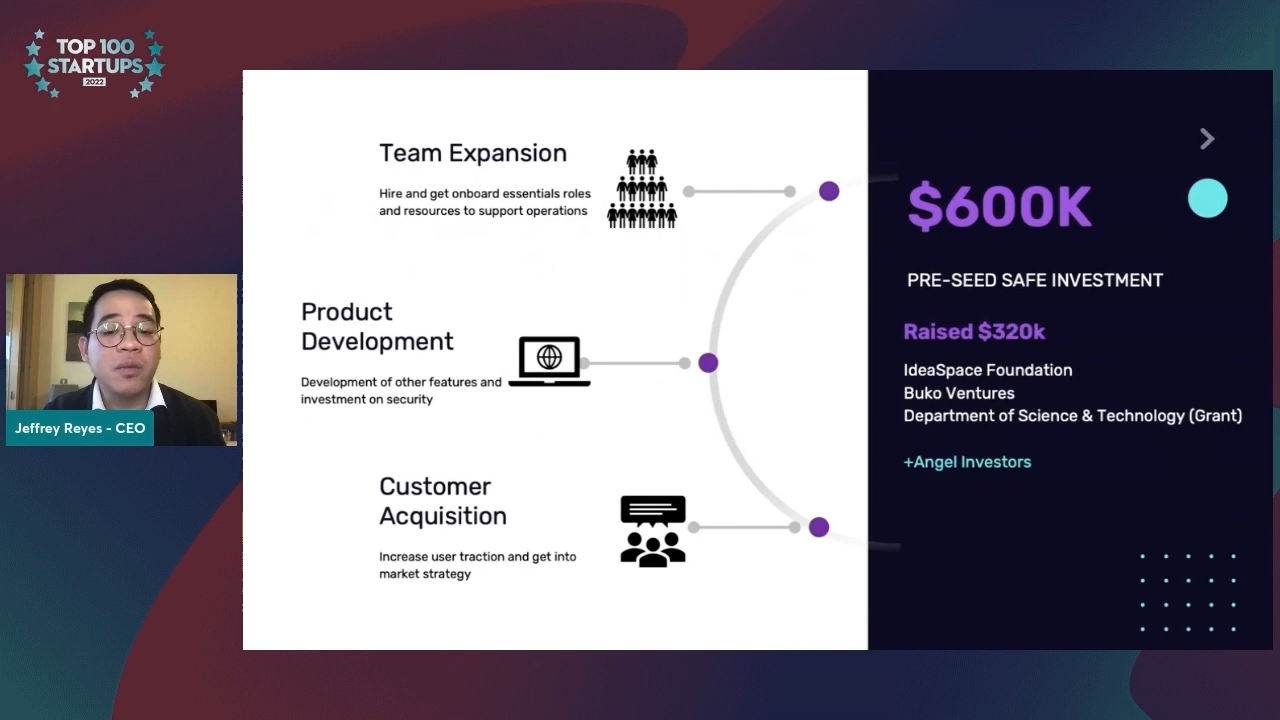 TOP 100
STARTUPS
2022
Team Expansion
Hire and get onboard essentials roles
and resources to support operations
Product
Development
Development of other features and
investment on security
Customer
Acquisition
Increase user traction and get into
market strategy
$600K
PRE-SEED SAFE INVESTMENT
Raised $320k
IdeaSpace Foundation
Buko Ventures
Department of Science & Technology (Grant)
+Angel Investors
Jeffrey Reyes - CEO